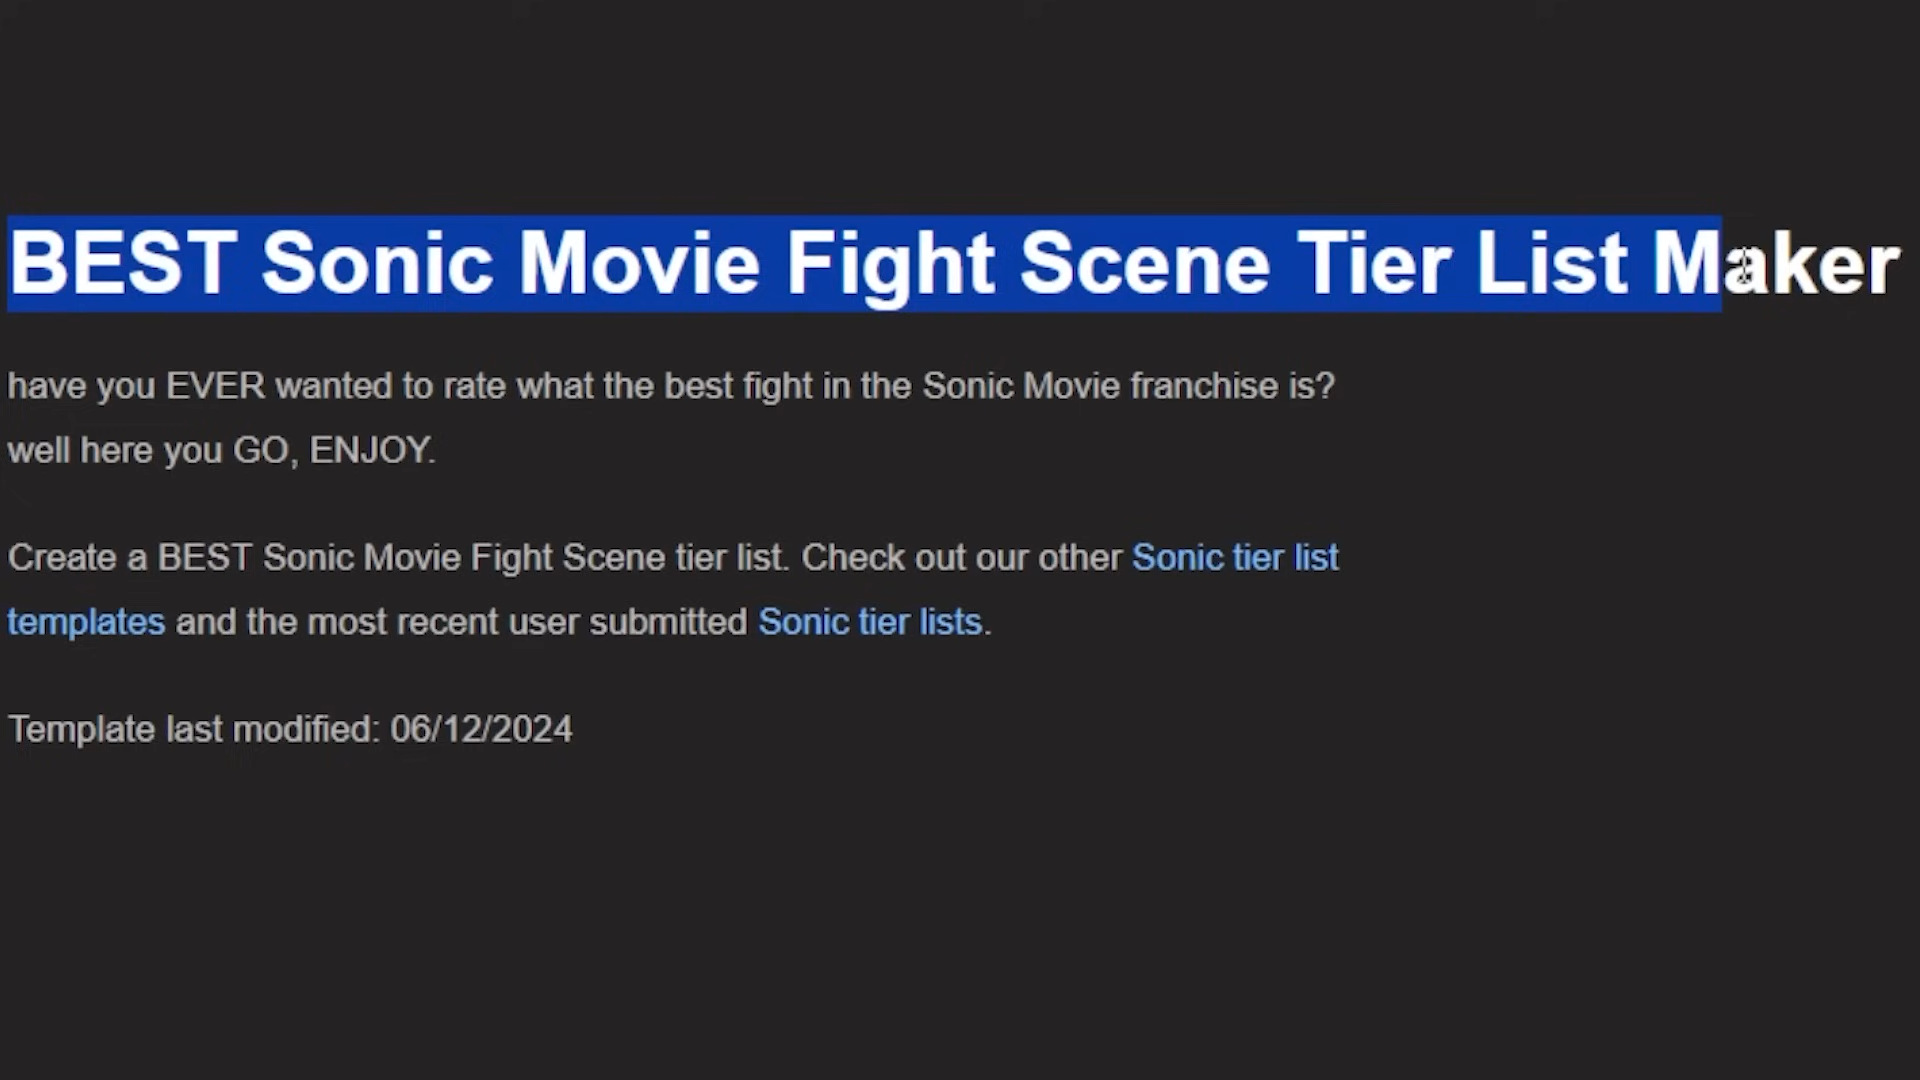 BEST Sonic Movie Fight Scene Tier List Maker
have you EVER wanted to rate what the best fight in the Sonic Movie franchise is?
well here you GO, ENJOY.
Create a BEST Sonic Movie Fight Scene tier list. Check out our other Sonic tier list
templates and the most recent user submitted Sonic tier lists.
Template last modified: 06/12/2024